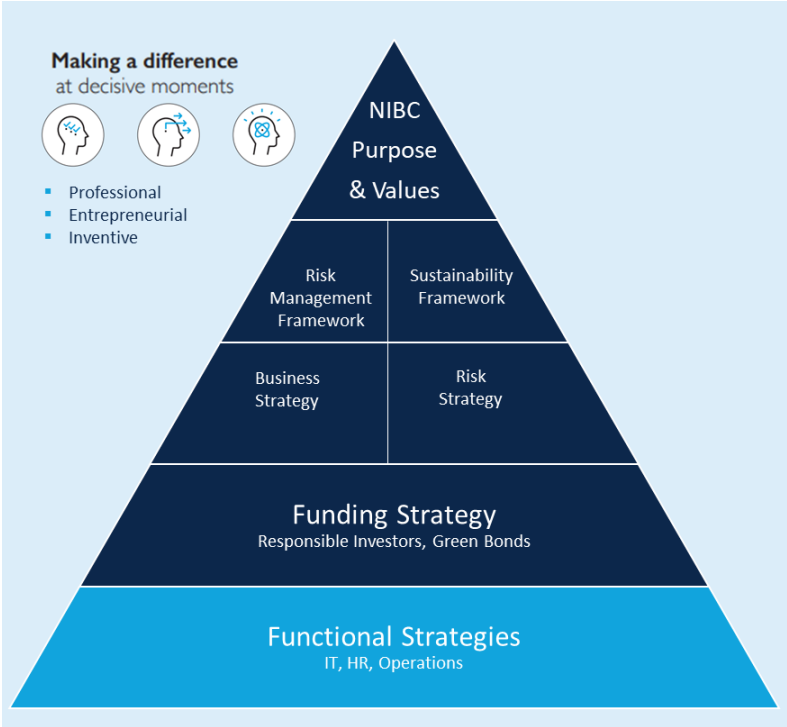 Making a difference
at decisive moments
Professional
Entrepreneurial
Inventive
NIBC
Purpose
& Values
Risk
Management
Framework
Sustainability
Framework
Business
Strategy
Risk
Strategy
Funding Strategy
Responsible Investors, Green Bonds
Functional Strategies
IT, HR, Operations